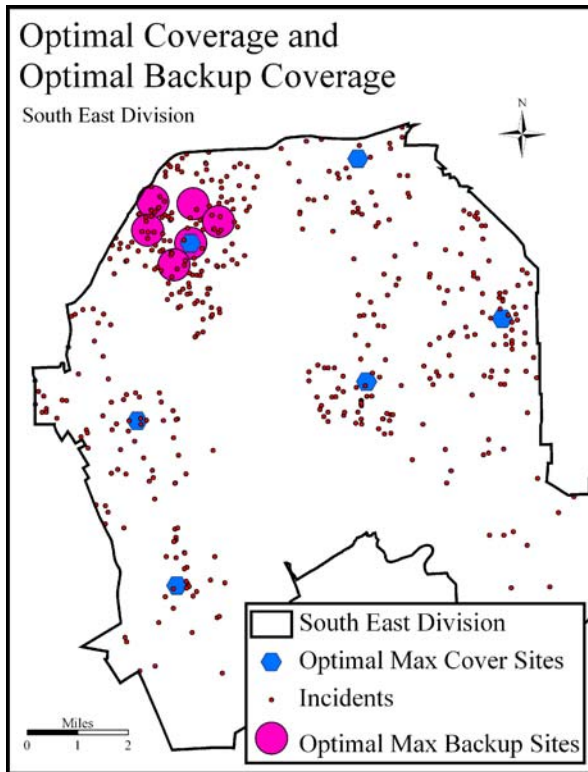 Optimal Coverage and
Optimal Backup Coverage
South East Division
N
South East Division
Optimal Max Cover Sites
Incidents
Optimal Max Backup Sites
Miles
0 1 2